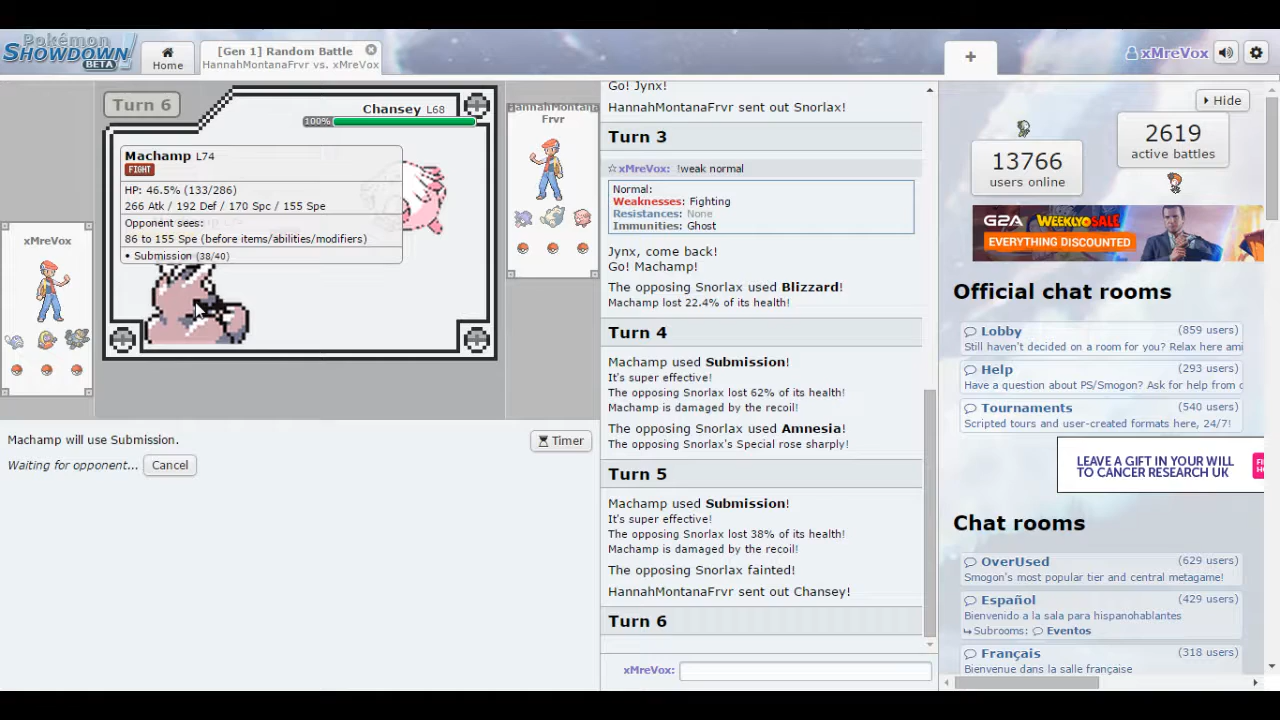 Pokémon
SHOWDOWN
BETA
Home
[Gen 1] Random Battle
HannahMontanaFrvr vs. xMreVox
+
xMreVox
Turn 6
Chansey L68
100%
Machamp L74
FIGHT
HP: 46.5% (133/286)
266 Atk / 192 Def / 170 Spc / 155 Spe
Opponent sees:
86 to 155 Spe (before items/abilities/modifiers)
• Submission (38/40)
HannahMontana
Frvr
xMreVox
Machamp will use Submission.
Waiting for opponent...
Cancel
Timer
Go! Jynx!
HannahMontanaFrvr sent out Snorlax!
Turn 3
☆xMreVox: !weak normal
Normal:
Weaknesses: Fighting
Resistances: None
Immunities: Ghost
Jynx, come back!
Go! Machamp!
The opposing Snorlax used Blizzard!
Machamp lost 22.4% of its health!
Turn 4
Machamp used Submission!
It's super effective!
The opposing Snorlax lost 62% of its health!
Machamp is damaged by the recoil!
The opposing Snorlax used Amnesia!
The opposing Snorlax's Special rose sharply!
Turn 5
Machamp used Submission!
It's super effective!
The opposing Snorlax lost 38% of its health!
Machamp is damaged by the recoil!
The opposing Snorlax fainted!
HannahMontanaFrvr sent out Chansey!
Turn 6
xMreVox:
Hide
13766
users online
2619
active battles
G2A WEEKLYSALE
EVERYTHING DISCOUNTED
Official chat rooms
Lobby (859 users)
Still haven't decided on a room for you? Relax here ami
Help (293 users)
Have a question about PS/Smogon? Ask for help from c
Tournaments (540 users)
Scripted tours and user-created formats here, 24/7!
LEAVE A GIFT IN YOUR WILL
TO CANCER RESEARCH UK
FI
Chat rooms
OverUsed (629 users)
Smogon's most popular tier and central metagame!
Español (429 users)
Bienvenido a la sala para hispanohablantes
↳ Subrooms: Eventos
Français (318 users)
Bienvenue dans la salle française